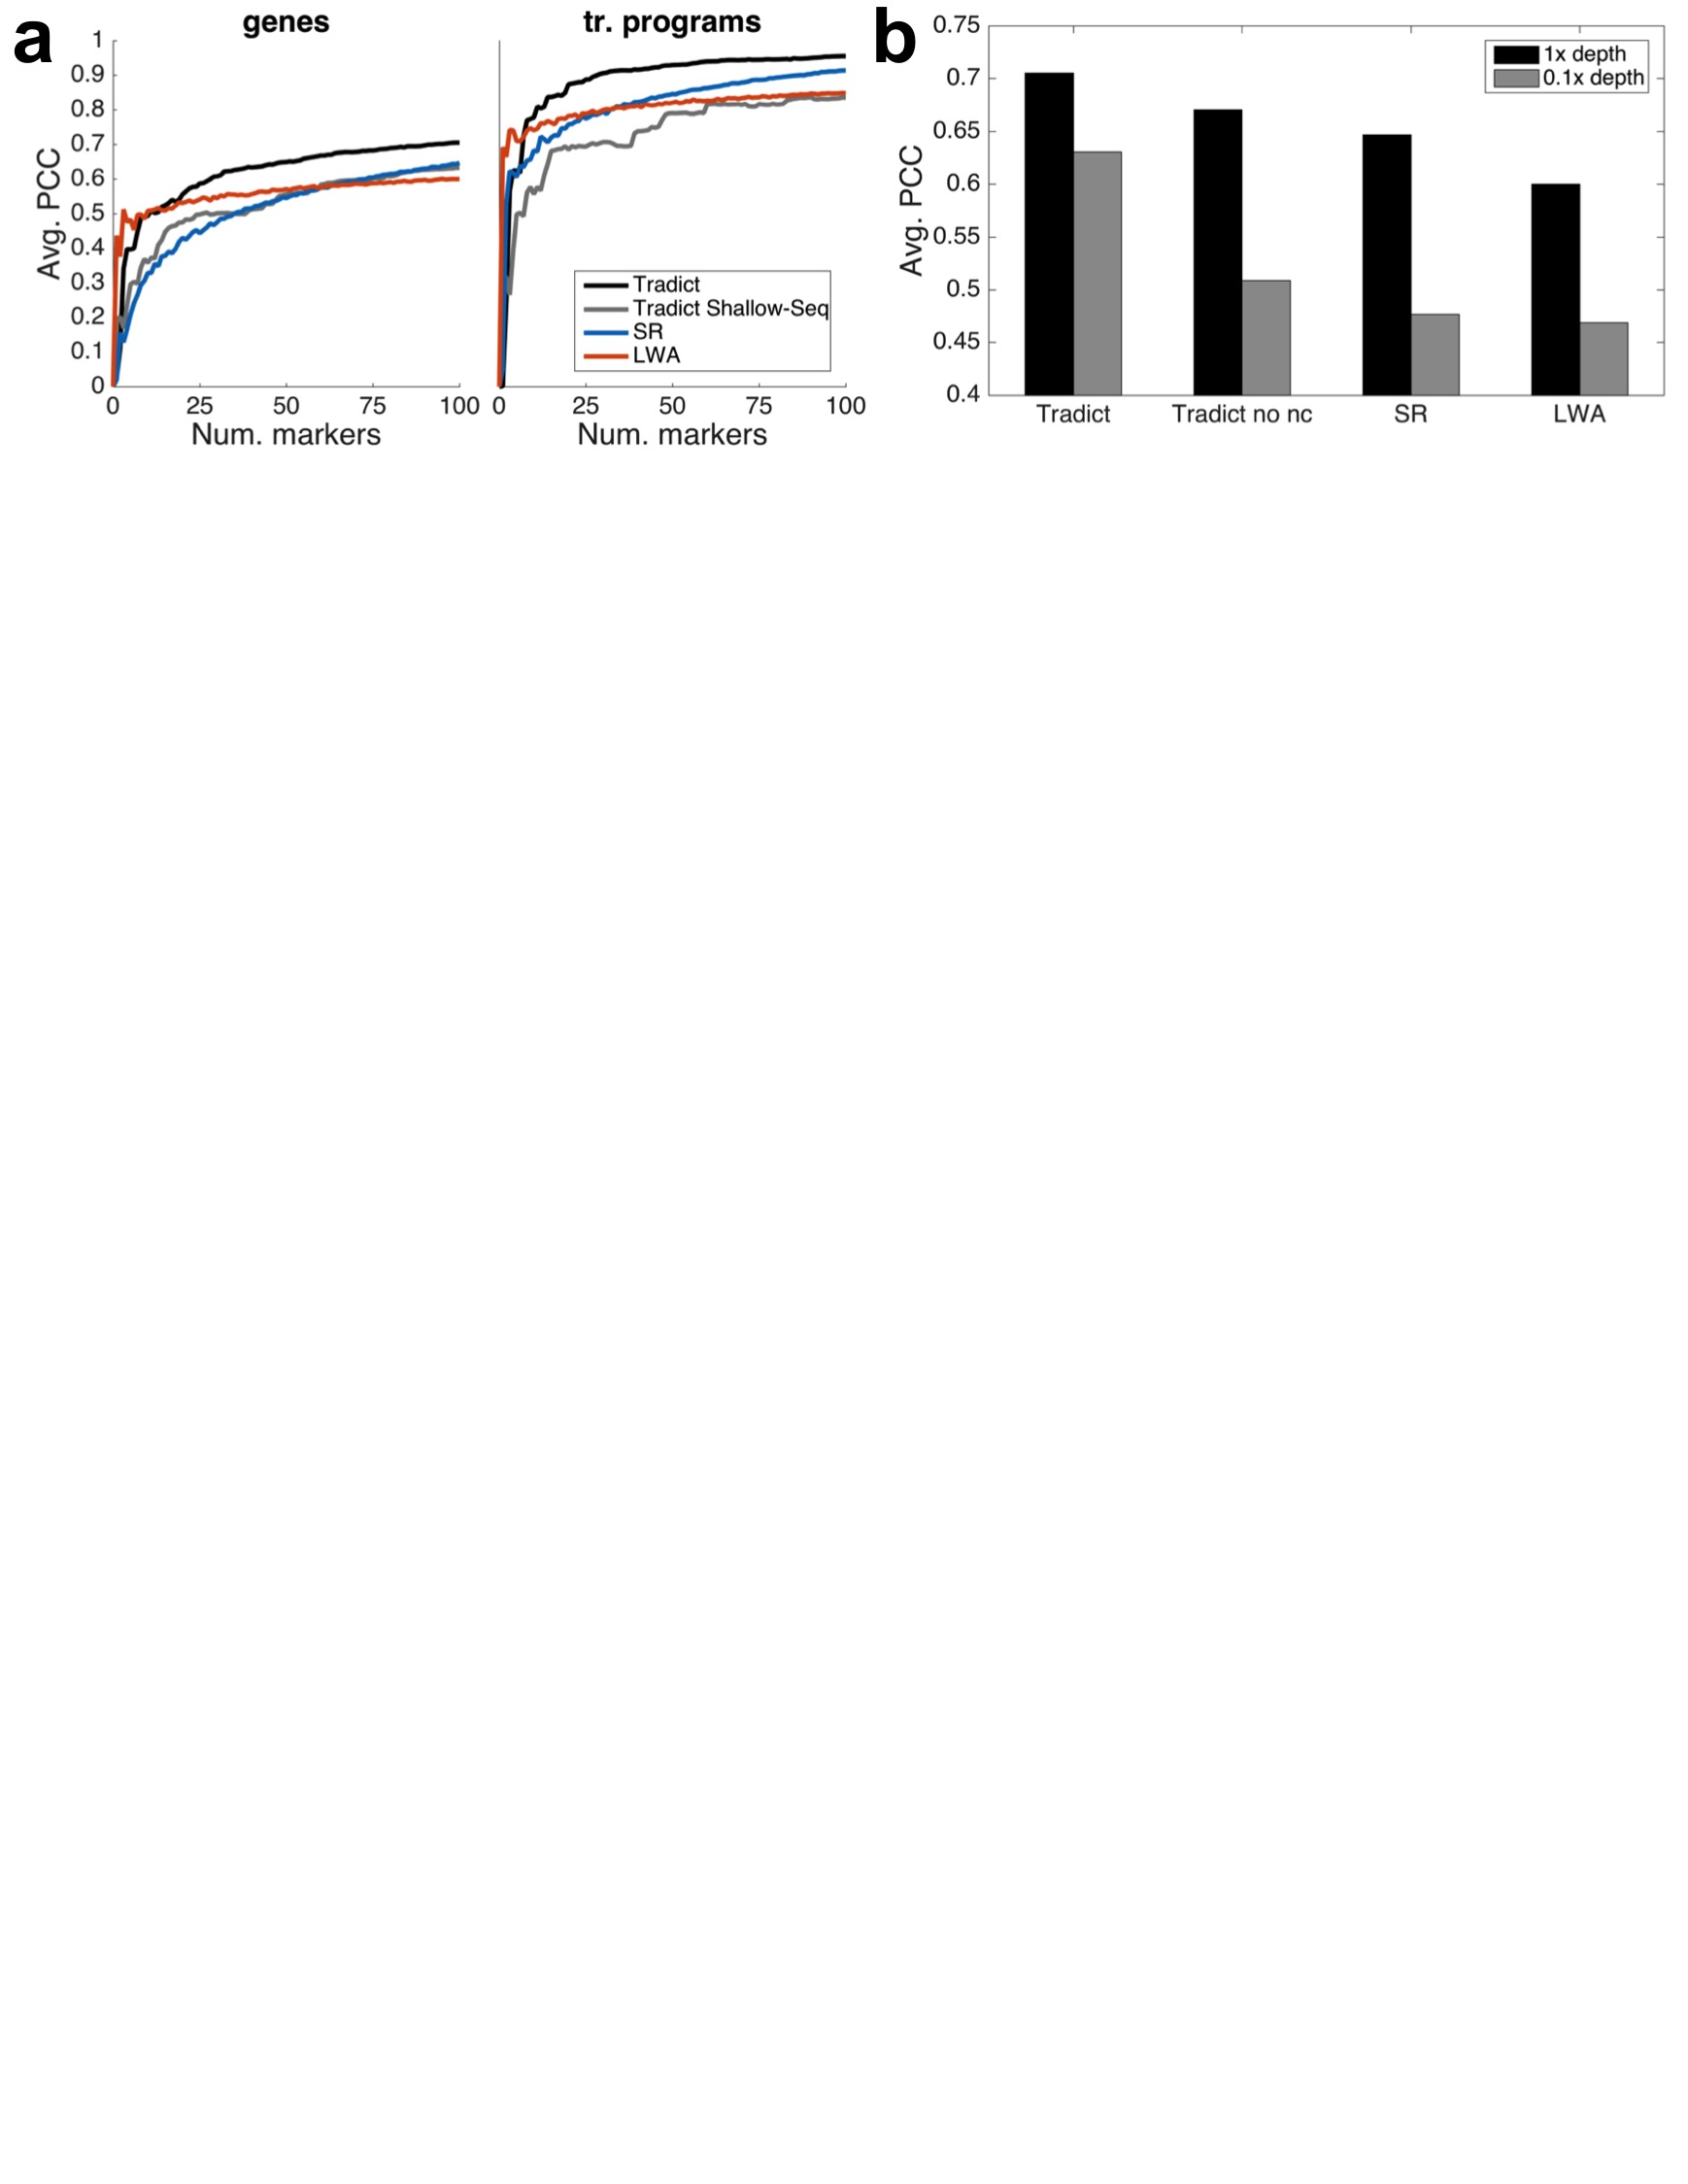 a
genes
tr. programs
1
0.9
0.8
0.7
0.6
0.5
0.4
0.3
0.2
0.1
0
Avg. PCC
0 25 50 75 100
0 25 50 75 100
Num. markers
Num. markers
Tradict
Tradict Shallow-Seq
SR
LWA
b
0.75
0.7
0.65
0.6
0.55
0.5
0.45
0.4
Avg. PCC
1x depth
0.1x depth
Tradict
Tradict no nc
SR
LWA